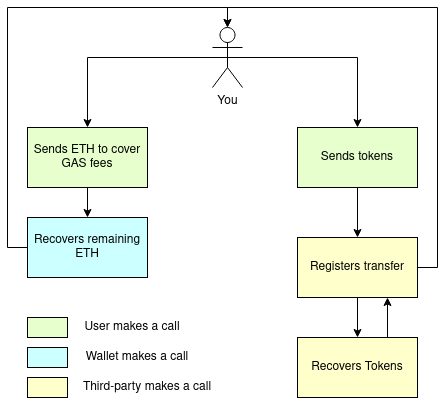 You
Sends ETH to cover
GAS fees
Sends tokens
Recovers remaining
ETH
Registers transfer
Recovers Tokens
User makes a call
Wallet makes a call
Third-party makes a call